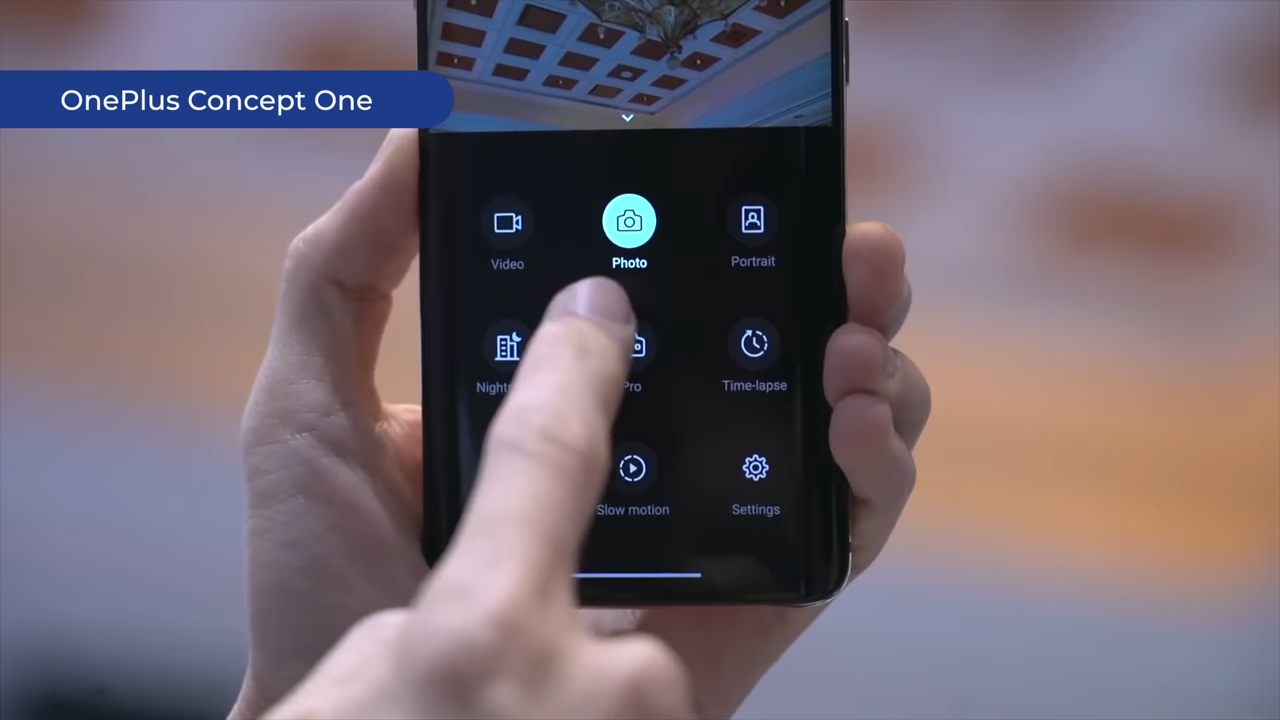 OnePlus Concept One
Video
Photo
Portrait
Pro
Time-lapse
Slow motion
Settings